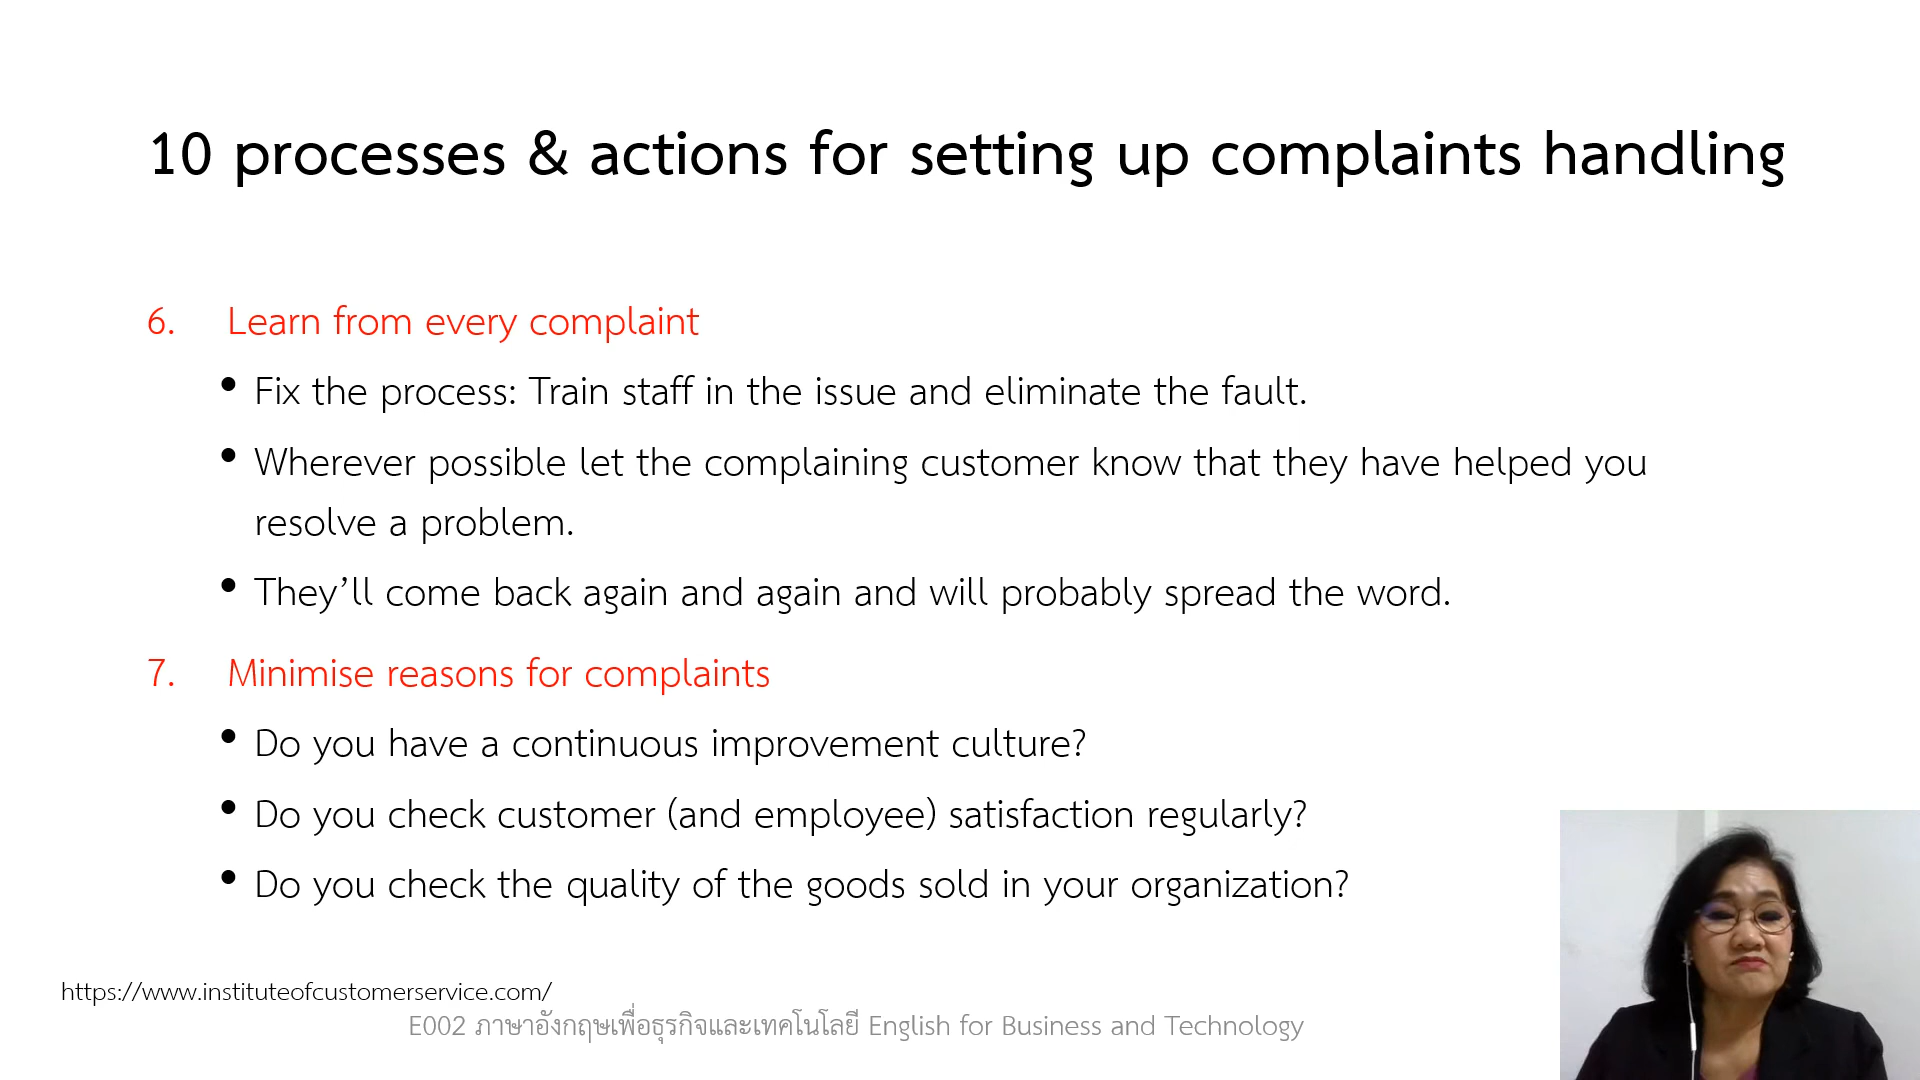 10 processes & actions for setting up complaints handling
6. Learn from every complaint
• Fix the process: Train staff in the issue and eliminate the fault.
• Wherever possible let the complaining customer know that they have helped you
resolve a problem.
• They’ll come back again and again and will probably spread the word.
7. Minimise reasons for complaints
• Do you have a continuous improvement culture?
• Do you check customer (and employee) satisfaction regularly?
• Do you check the quality of the goods sold in your organization?
https://www.instituteofcustomerservice.com/
E002 ภาษาอังกฤษเพื่อธุรกิจและเทคโนโลยี English for Business and Technology